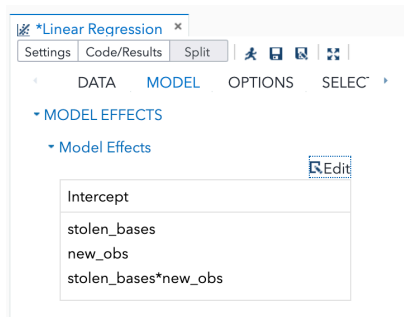 *Linear Regression ×
Settings Code/Results Split
DATA MODEL OPTIONS SELEC
MODEL EFFECTS
Model Effects
Edit
Intercept
stolen_bases
new_obs
stolen_bases*new_obs